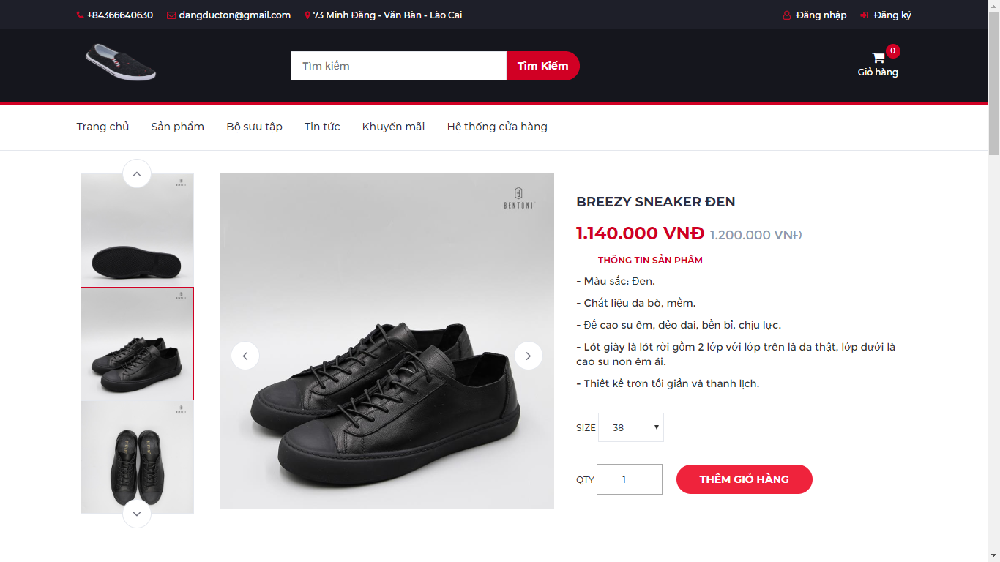 +84366640630 dangducton@gmail.com 73 Minh Đăng - Văn Bàn - Lào Cai Đăng nhập Đăng ký
Tìm kiếm Tìm Kiếm 0
Giỏ hàng
Trang chủ Sản phẩm Bộ sưu tập Tin tức Khuyến mãi Hệ thống cửa hàng
BENTONI
BREEZY SNEAKER ĐEN
1.140.000 VNĐ 1.200.000 VNĐ
THÔNG TIN SẢN PHẨM
- Màu sắc: Đen.
- Chất liệu da bò, mềm.
- Đế cao su êm, dẻo dai, bền bỉ, chịu lực.
- Lót giày là lót rời gồm 2 lớp với lớp trên là da thật, lớp dưới là
cao su non êm ái.
- Thiết kế trơn tối giản và thanh lịch.
SIZE 38
QTY 1 THÊM GIỎ HÀNG